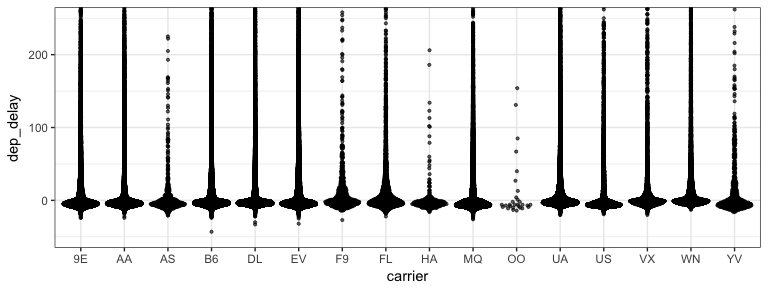 200
100
0
dep_delay
9E AA AS B6 DL EV F9 FL HA MQ OO UA US VX WN YV
carrier